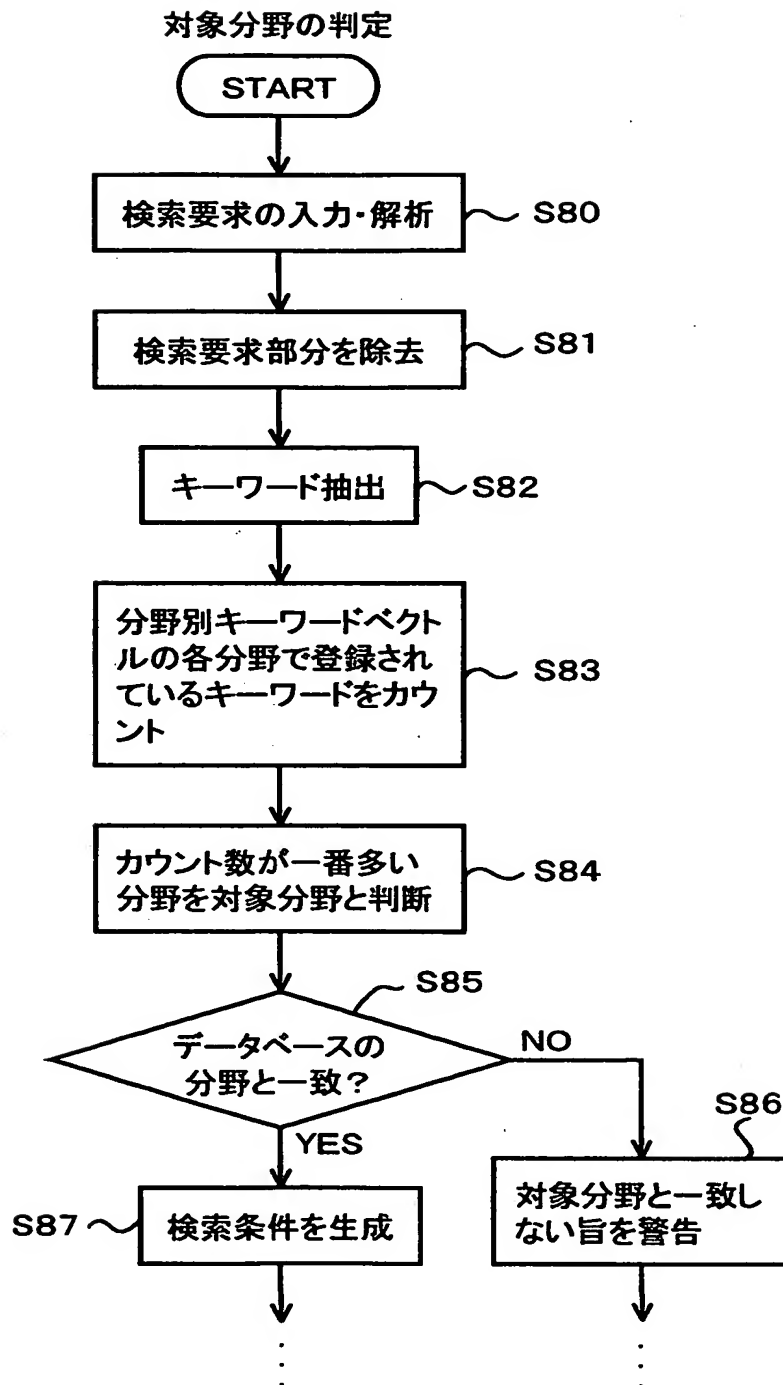 対象分野の判定
START
検索要求の入力・解析
S80
検索要求部分を除去
S81
キーワード抽出
S82
分野別キーワードベクト
ルの各分野で登録され
ているキーワードをカウ
ント
S83
カウント数が一番多い
分野を対象分野と判断
S84
S85
データベースの
分野と一致？
NO
YES
S86
対象分野と一致し
ない旨を警告
S87
検索条件を生成